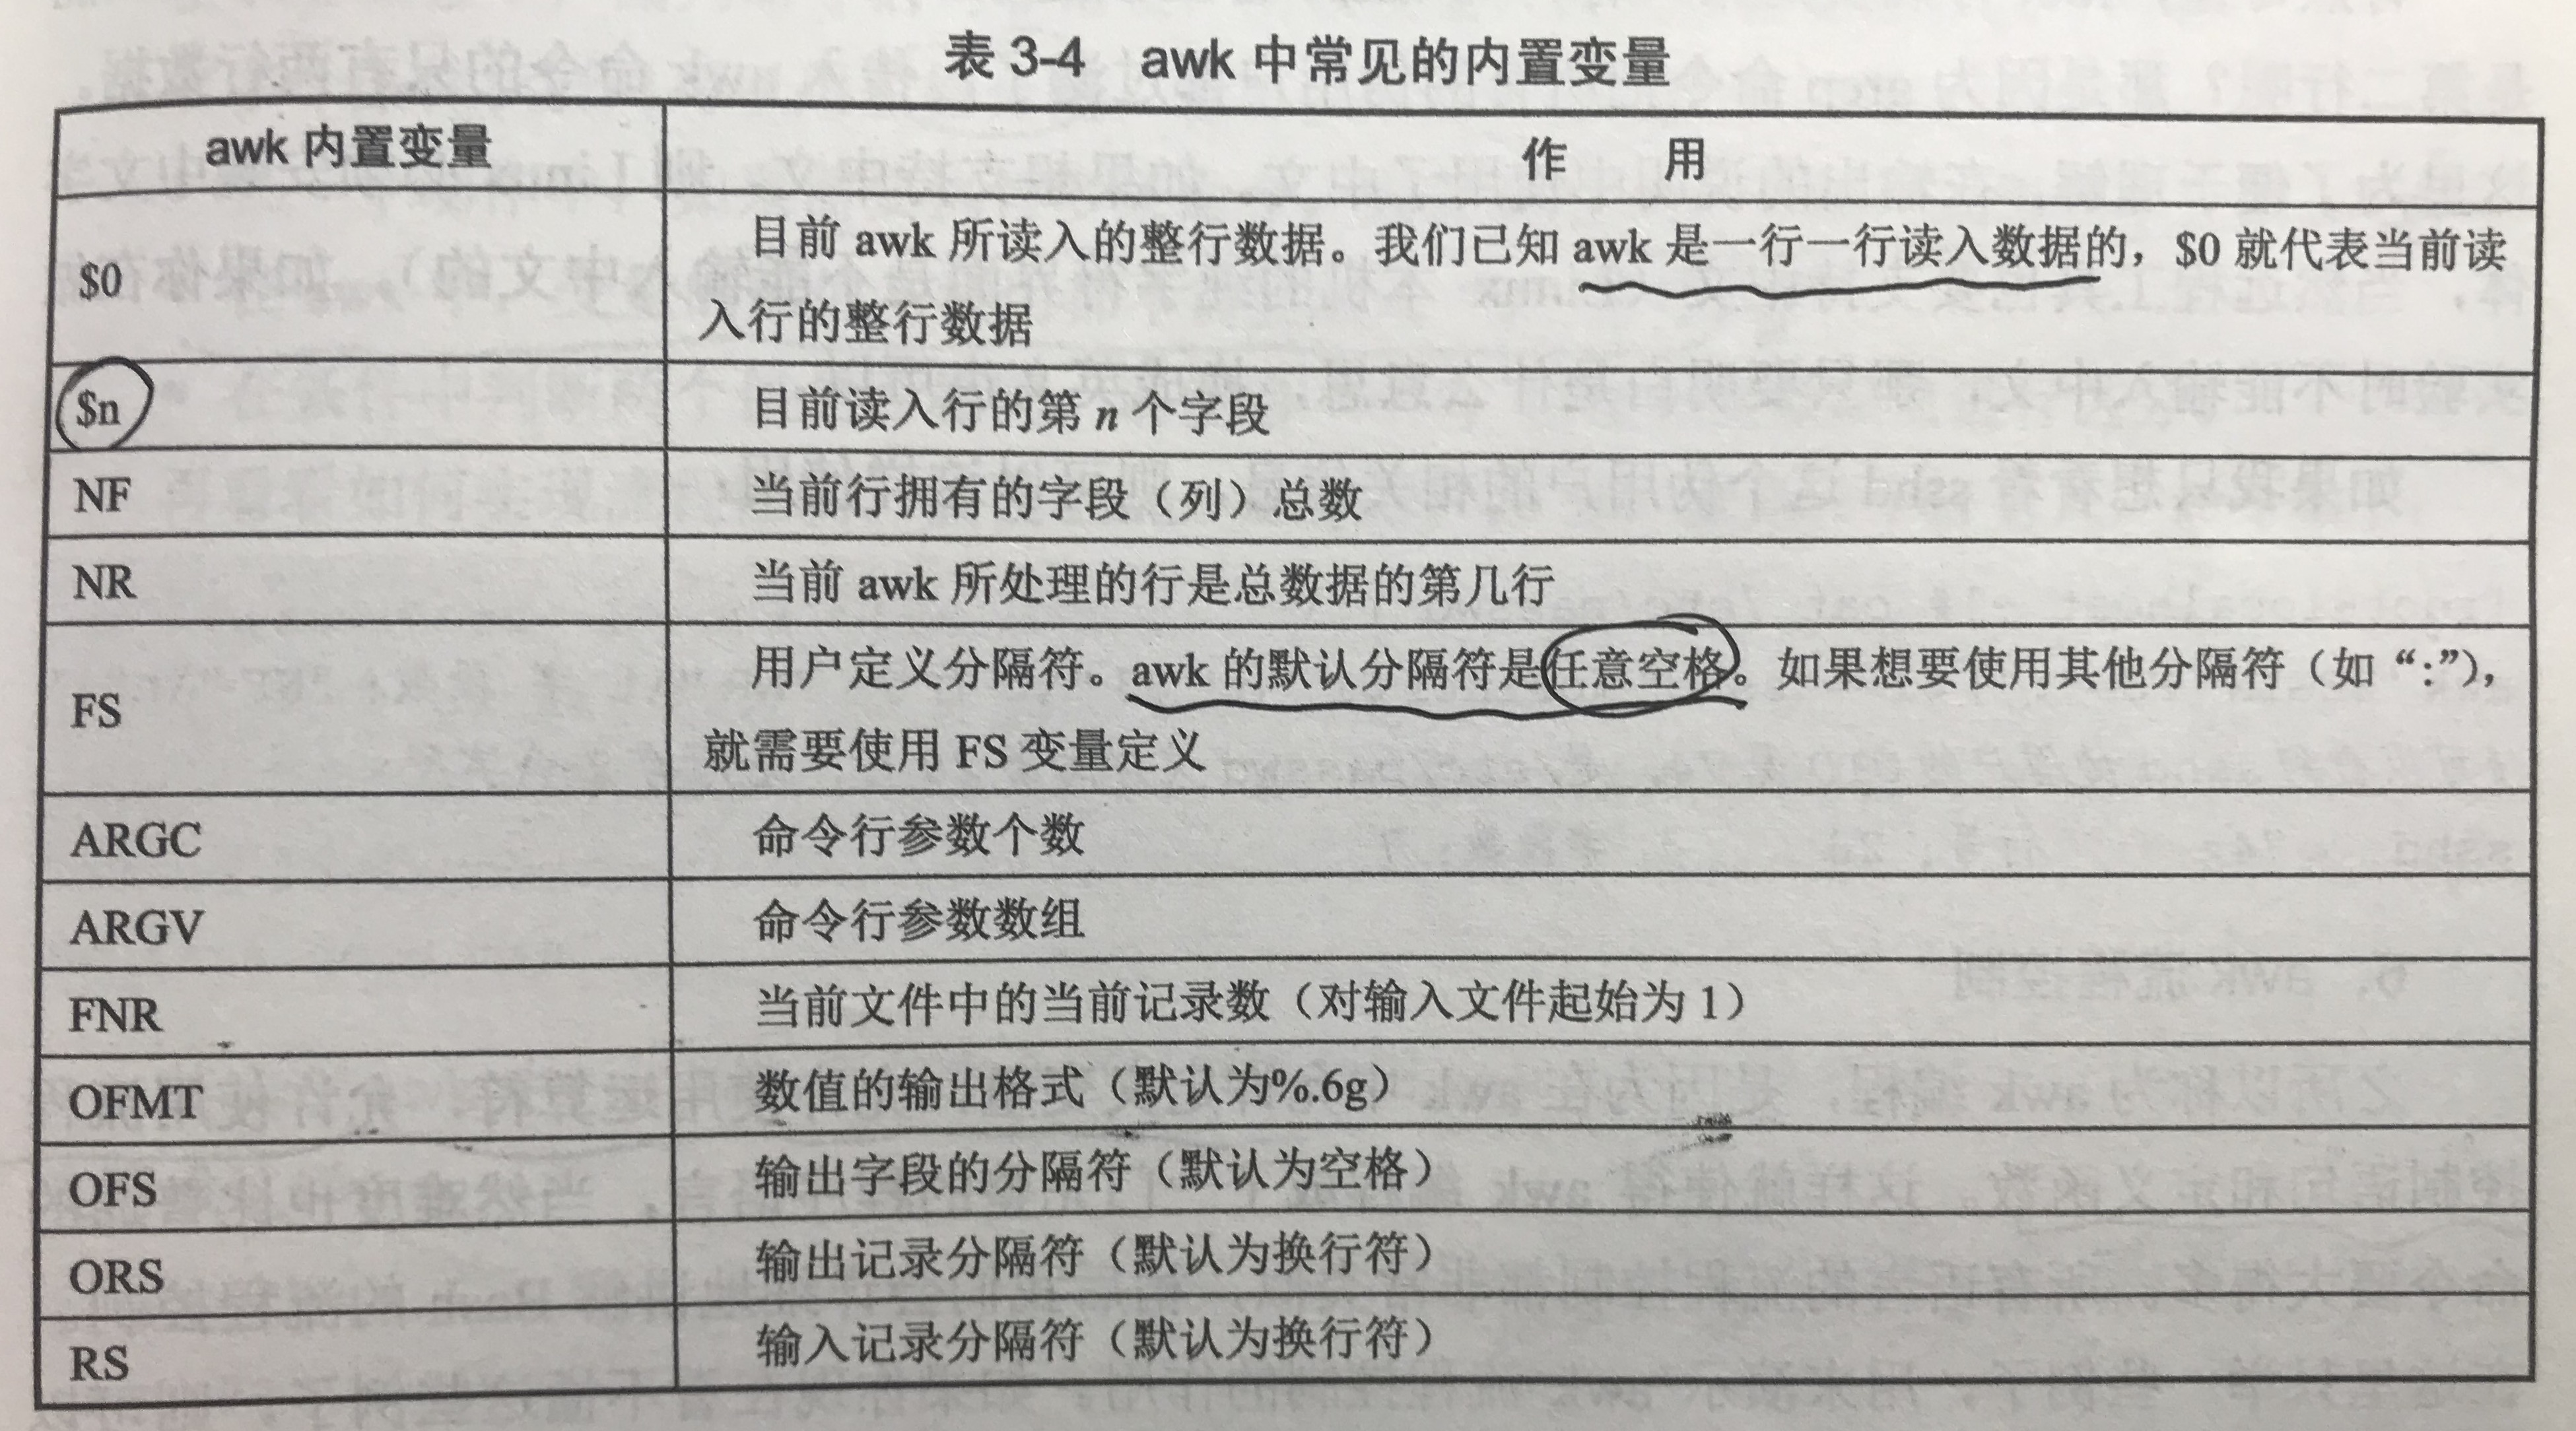 表 3-4 awk 中常见的内置变量
awk 内置变量 作 用
$0 目前 awk 所读入的整行数据。我们已知 awk 是一行一行读入数据的，$0 就代表当前读
入行的整行数据
$n 目前读入行的第 n 个字段
NF 当前行拥有的字段（列）总数
NR 当前 awk 所处理的行是总数据的第几行
FS 用户定义分隔符。awk 的默认分隔符是任意空格。如果想要使用其他分隔符（如“:”），
就需要使用 FS 变量定义
ARGC 命令行参数个数
ARGV 命令行参数数组
FNR 当前文件中的当前记录数（对输入文件起始为 1）
OFMT 数值的输出格式（默认为%.6g）
OFS 输出字段的分隔符（默认为空格）
ORS 输出记录分隔符（默认为换行符）
RS 输入记录分隔符（默认为换行符）